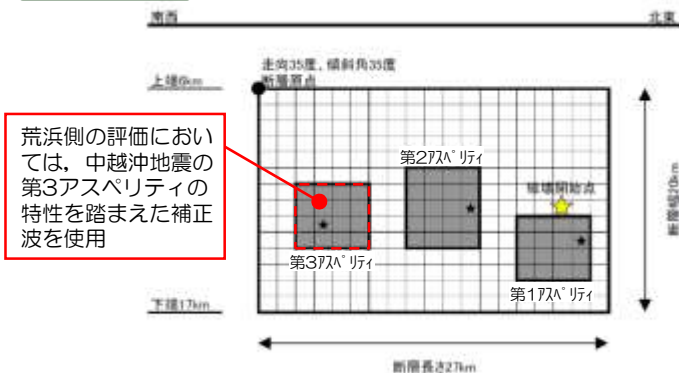 南西
北東
走向35度，傾斜角35度
上端6km
断層原点
荒浜側の評価におい
ては，中越沖地震の
第3アスペリティの
特性を踏まえた補正
波を使用
第2ｱｽﾍﾟﾘﾃｨ
破壊開始点
断層幅20km
第3ｱｽﾍﾟﾘﾃｨ
第1ｱｽﾍﾟﾘﾃｨ
下端17km
断層長さ27km